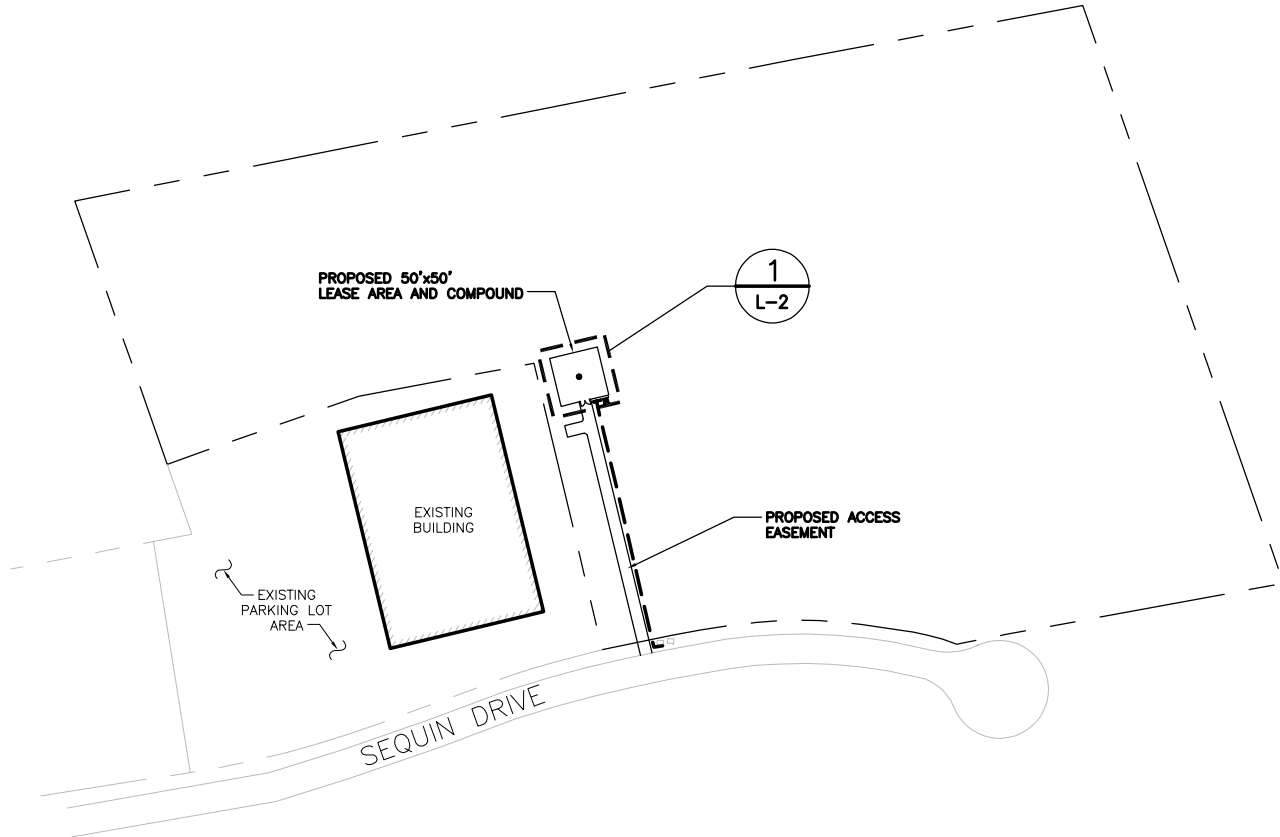 PROPOSED 50'x50'
LEASE AREA AND COMPOUND
1
L-2
EXISTING
BUILDING
PROPOSED ACCESS
EASEMENT
EXISTING
PARKING LOT
AREA
SEQUIN DRIVE